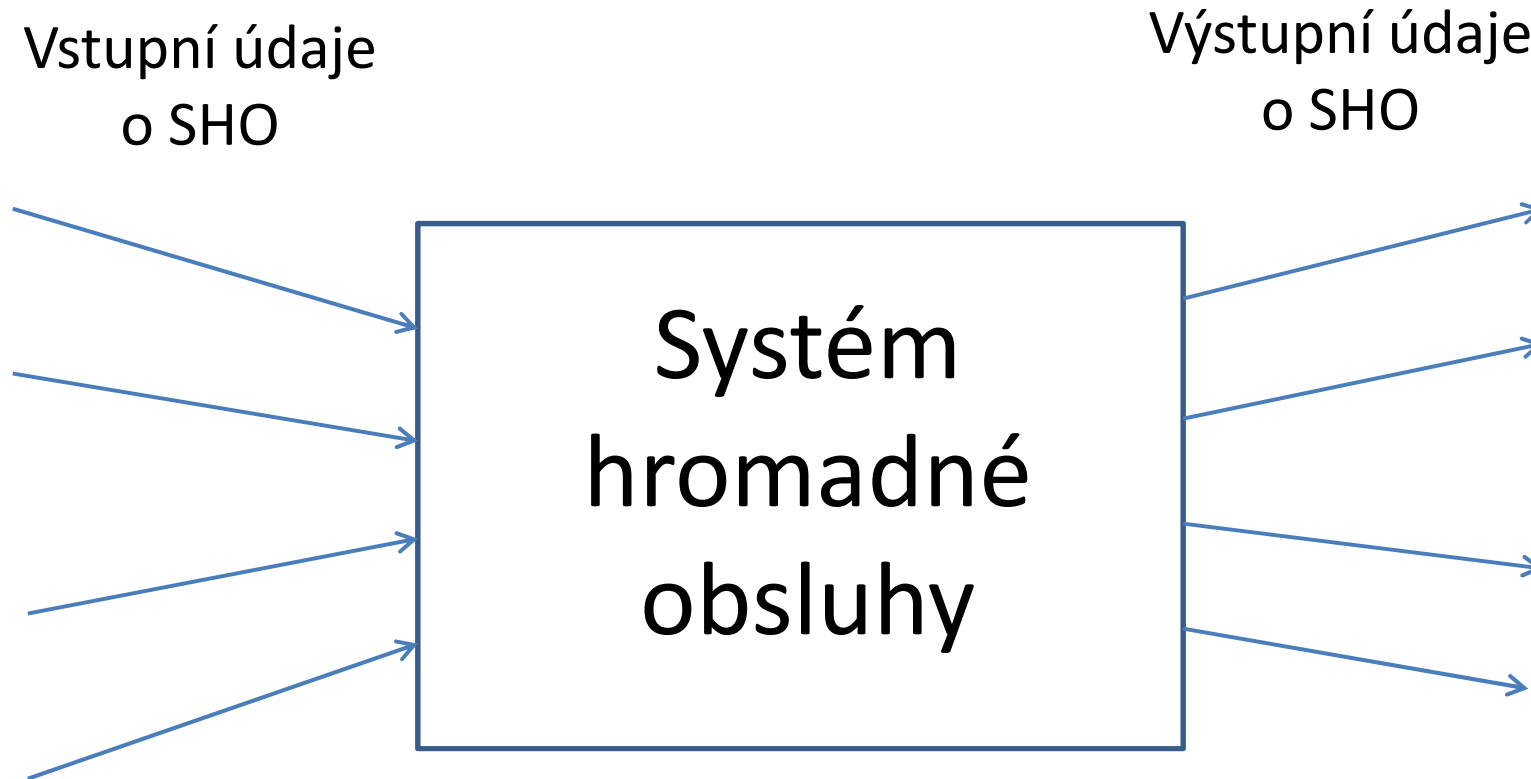 Vstupní údaje
o SHO
Výstupní údaje
o SHO
Systém
hromadné
obsluhy